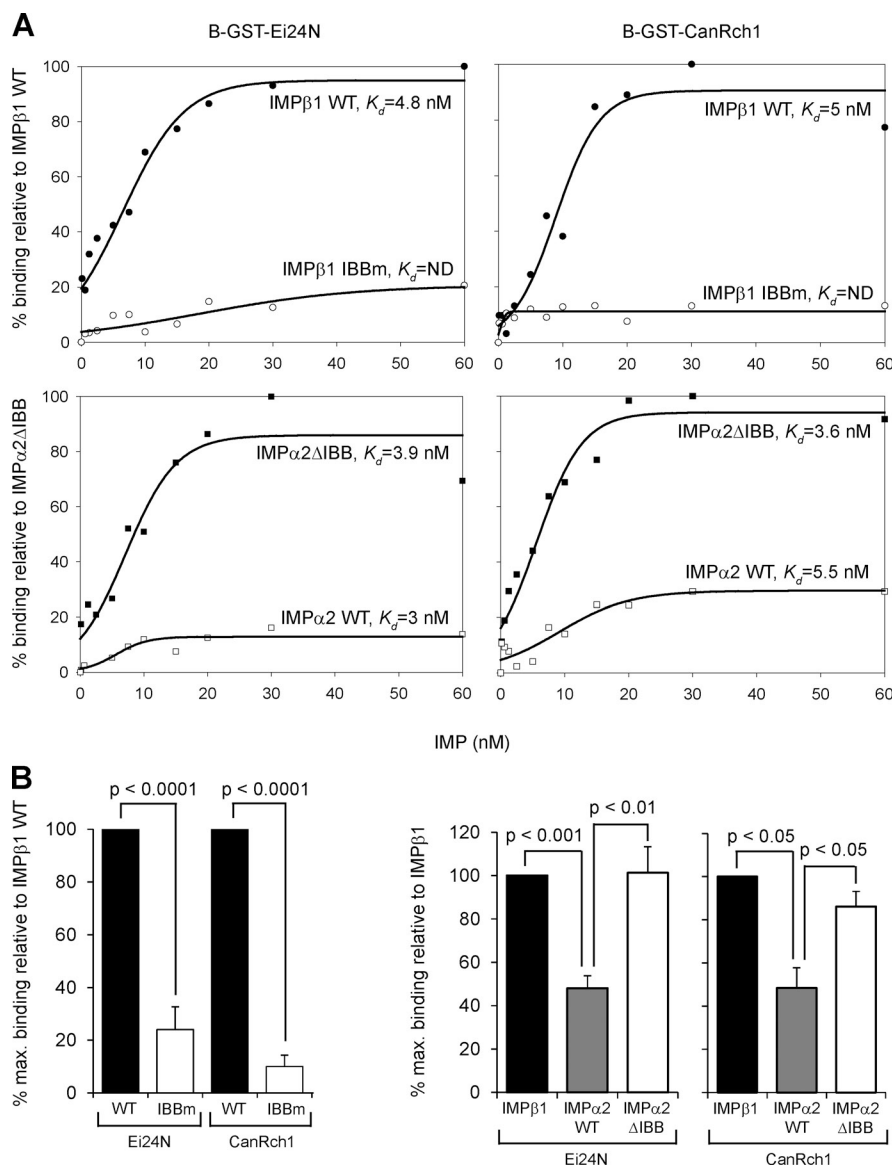 A
B-GST-Ei24N
B-GST-CanRch1
% binding relative to IMPβ1 WT
100
80
60
40
20
0
IMPβ1 WT, Kd=4.8 nM
IMPβ1 IBBm, Kd=ND
0 10 20 30 40 50 60
IMPβ1 WT, Kd=5 nM
IMPβ1 IBBm, Kd=ND
0 10 20 30 40 50 60
% binding relative to IMPα2ΔIBB
100
80
60
40
20
0
IMPα2ΔIBB, Kd=3.9 nM
IMPα2 WT, Kd=3 nM
0 10 20 30 40 50 60
IMPα2ΔIBB, Kd=3.6 nM
IMPα2 WT, Kd=5.5 nM
0 10 20 30 40 50 60
IMP (nM)
B
% max. binding relative to IMPβ1 WT
p < 0.0001 p < 0.0001
100
80
60
40
20
0
WT IBBm WT IBBm
Ei24N CanRch1
% max. binding relative to IMPβ1
120
100
80
60
40
20
0
p < 0.01
p < 0.001
p < 0.05
p < 0.05
IMPβ1 IMPα2 IMPα2 IMPβ1 IMPα2 IMPα2
WT ΔIBB WT ΔIBB
Ei24N CanRch1